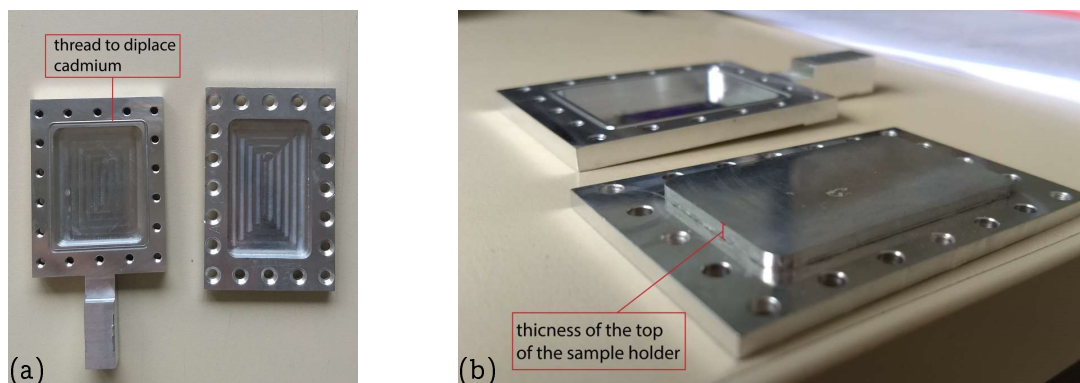 thread to diplace
cadmium
thicness of the top
of the sample holder
(a)
(b)